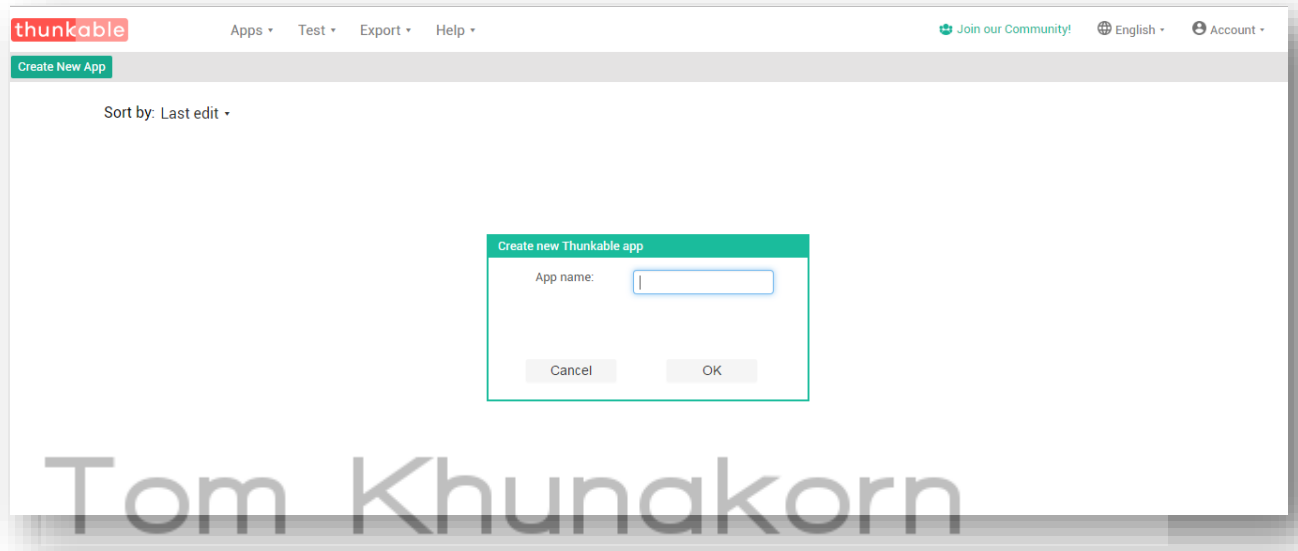 thunkable Apps Test Export Help Join our Community! English Account
Create New App
Sort by: Last edit
Create new Thunkable app
App name:
Cancel OK
Tom Khunakorn